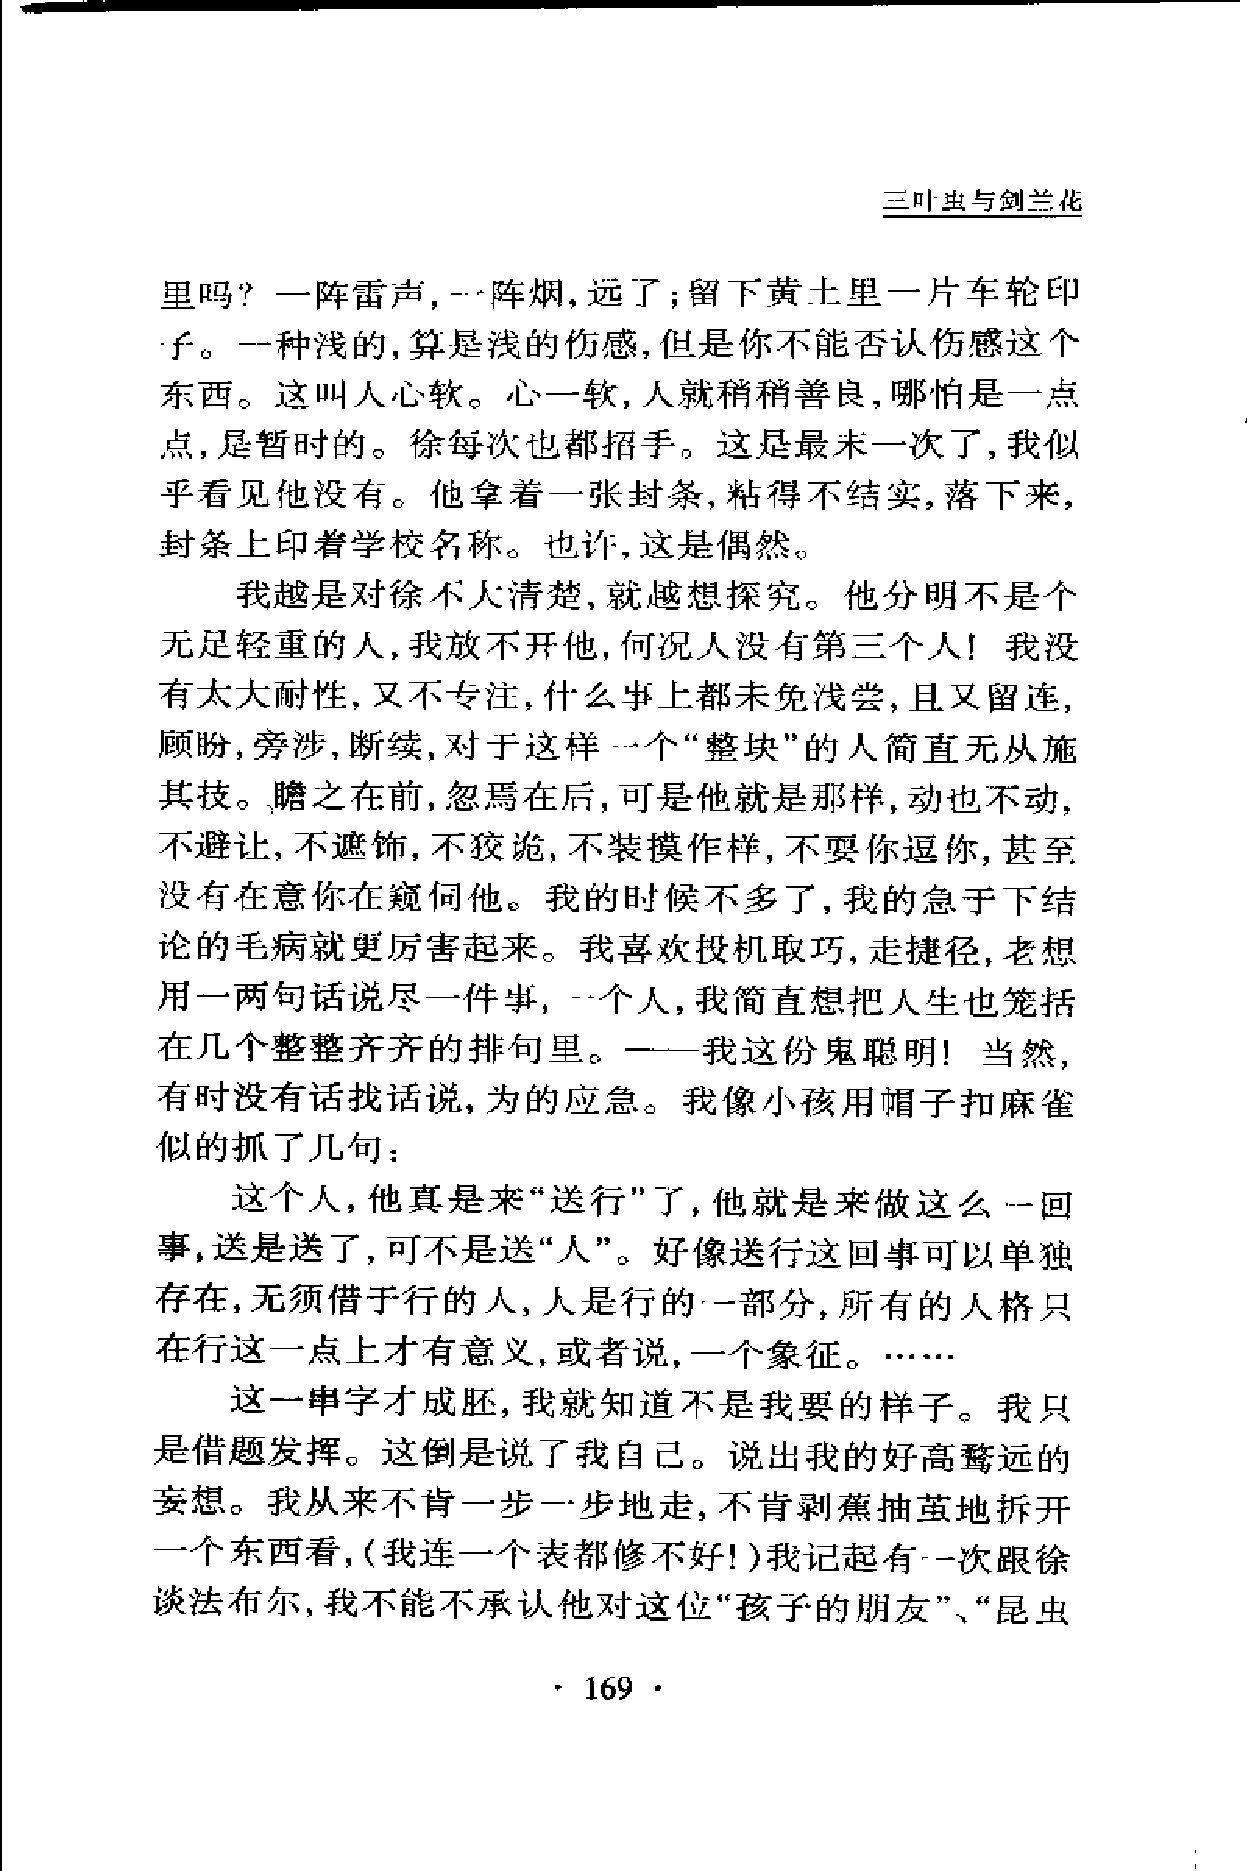 三叶虫与剑兰花
里吗？一阵雷声，一阵烟，远了；留下黄土里一片车轮印
子。一种浅的，算是浅的伤感，但是你不能否认伤感这个
东西。这叫人心软。心一软，人就稍稍善良，哪怕是一点
点，是暂时的。徐每次也都招手。这是最末一次了，我似
乎看见他没有。他拿着一张封条，粘得不结实，落下来，
封条上印着学校名称。也许，这是偶然。
我越是对徐不大清楚，就越想探究。他分明不是个
无足轻重的人，我放不开他，何况人没有第三个人！我没
有太大耐性，又不专注，什么事上都未免浅尝，且又留连，
顾盼，旁涉，断续，对于这样一个“整块”的人简直无从施
其技。瞻之在前，忽焉在后，可是他就是那样，动也不动，
不避让，不遮饰，不狡诡，不装摸作样，不耍你逗你，甚至
没有在意你在窥伺他。我的时候不多了，我的急于下结
论的毛病就更厉害起来。我喜欢投机取巧，走捷径，老想
用一两句话说尽一件事，一个人，我简直想把人生也笼括
在几个整整齐齐的排句里。——我这份鬼聪明！当然，
有时没有话找话说，为的应急。我像小孩用帽子扣麻雀
似的抓了几句：
这个人，他真是来“送行”了，他就是来做这么一回
事，送是送了，可不是送“人”。好像送行这回事可以单独
存在，无须借于行的人，人是行的一部分，所有的人格只
在行这一点上才有意义，或者说，一个象征。……
这一串字才成胚，我就知道不是我要的样子。我只
是借题发挥。这倒是说了我自己。说出我的好高鹜远的
妄想。我从来不肯一步一步地走，不肯剥蕉抽茧地拆开
一个东西看，（我连一个表都修不好！）我记起有一次跟徐
谈法布尔，我不能不承认他对这位“孩子的朋友”、“昆虫
· 169 ·